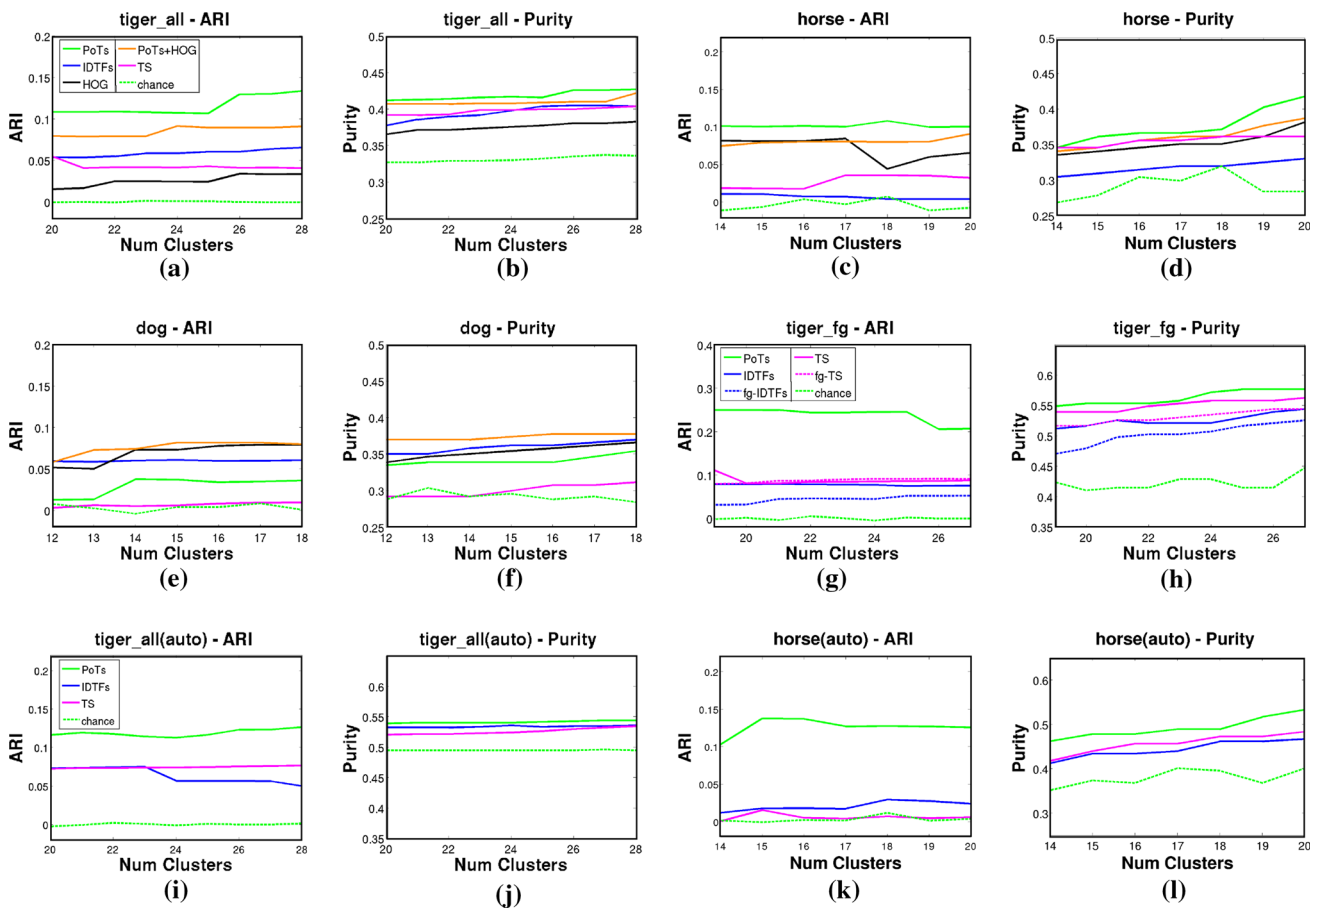 tiger_all - ARI
0.2
0.15
0.1
0.05
0
ARI
PoTs
PoTs+HOG
IDTFs
TS
HOG
chance
20 22 24 26 28
Num Clusters
(a)
tiger_all - Purity
0.5
0.45
0.4
0.35
0.3
0.25
Purity
20 22 24 26 28
Num Clusters
(b)
horse - ARI
0.2
0.15
0.1
0.05
0
ARI
14 15 16 17 18 19 20
Num Clusters
(c)
horse - Purity
0.5
0.45
0.4
0.35
0.3
0.25
Purity
14 15 16 17 18 19 20
Num Clusters
(d)
dog - ARI
0.2
0.15
0.1
0.05
0
ARI
12 13 14 15 16 17 18
Num Clusters
(e)
dog - Purity
0.5
0.45
0.4
0.35
0.3
0.25
Purity
12 13 14 15 16 17 18
Num Clusters
(f)
tiger_fg - ARI
0.4
0.3
0.2
0.1
0
ARI
PoTs
TS
IDTFs
fg-TS
fg-IDTFs
chance
20 22 24 26
Num Clusters
(g)
tiger_fg - Purity
0.6
0.55
0.5
0.45
0.4
0.35
Purity
20 22 24 26
Num Clusters
(h)
tiger_all(auto) - ARI
0.2
0.15
0.1
0.05
0
ARI
PoTs
IDTFs
TS
chance
20 22 24 26 28
Num Clusters
(i)
tiger_all(auto) - Purity
0.6
0.55
0.5
0.45
0.4
0.35
Purity
20 22 24 26 28
Num Clusters
(j)
horse(auto) - ARI
0.2
0.15
0.1
0.05
0
ARI
14 15 16 17 18 19 20
Num Clusters
(k)
horse(auto) - Purity
0.6
0.5
0.4
0.3
Purity
14 15 16 17 18 19 20
Num Clusters
(l)